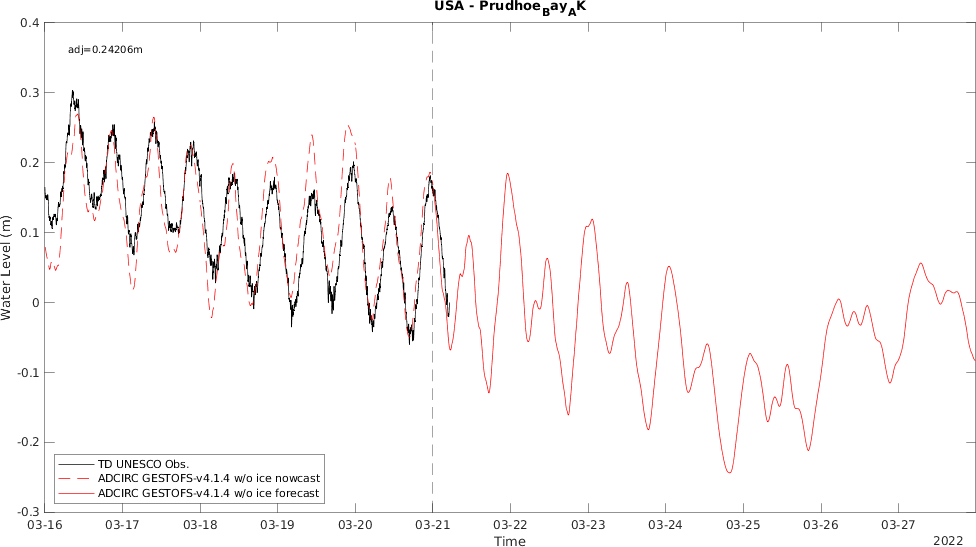 USA - PrudhoeBayAK
0.4
adj=0.24206m
0.3
0.2
0.1
0
-0.1
-0.2
-0.3
Water Level (m)
TD UNESCO Obs.
ADCIRC GESTOFS-v4.1.4 w/o ice nowcast
ADCIRC GESTOFS-v4.1.4 w/o ice forecast
03-16 03-17 03-18 03-19 03-20 03-21 03-22 03-23 03-24 03-25 03-26 03-27
Time
2022